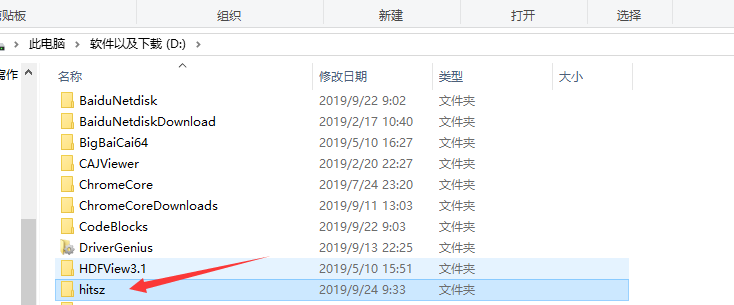 组织 新建 打开 选择
此电脑 > 软件以及下载 (D:) >
名称 修改日期 类型 大小
BaiduNetdisk 2019/9/22 9:02 文件夹
BaiduNetdiskDownload 2019/2/17 10:40 文件夹
BigBaiCai64 2019/5/10 16:27 文件夹
CAJViewer 2019/2/20 22:27 文件夹
ChromeCore 2019/7/24 23:20 文件夹
ChromeCoreDownloads 2019/9/11 13:03 文件夹
CodeBlocks 2019/9/22 9:03 文件夹
DriverGenius 2019/9/13 22:25 文件夹
HDFView3.1 2019/5/10 15:51 文件夹
hitsz 2019/9/24 9:33 文件夹